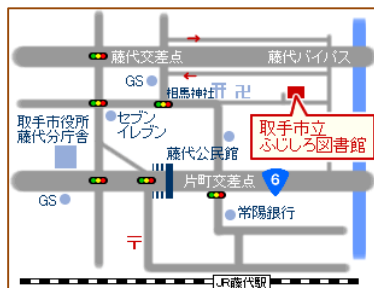 藤代交差点
藤代バイパス
GS
相馬神社
セブン
イレブン
取手市役所
藤代分庁舎
取手市立
ふじしろ図書館
藤代公民館
片町交差点
6
GS
常陽銀行
JR藤代駅